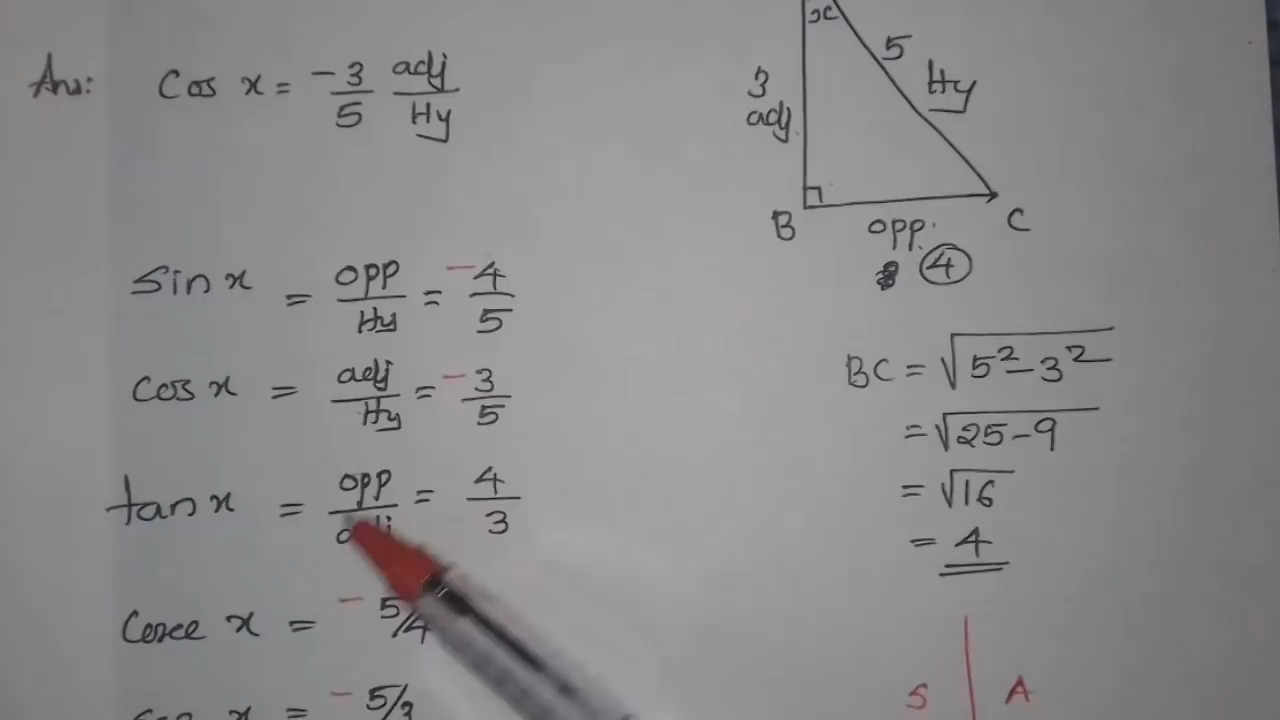 Ans: Cos x = -3/5 adj/Hy
Sin x = opp/Hy = -4/5
Cos x = adj/Hy = -3/5
tan x = opp/adj = 4/3
Cosec x = - 5/4
Sec x = - 5/3
x
5
Hy
3
adj
B
C
opp.
4
BC = √5²-3²
= √25-9
= √16
= 4
S | A